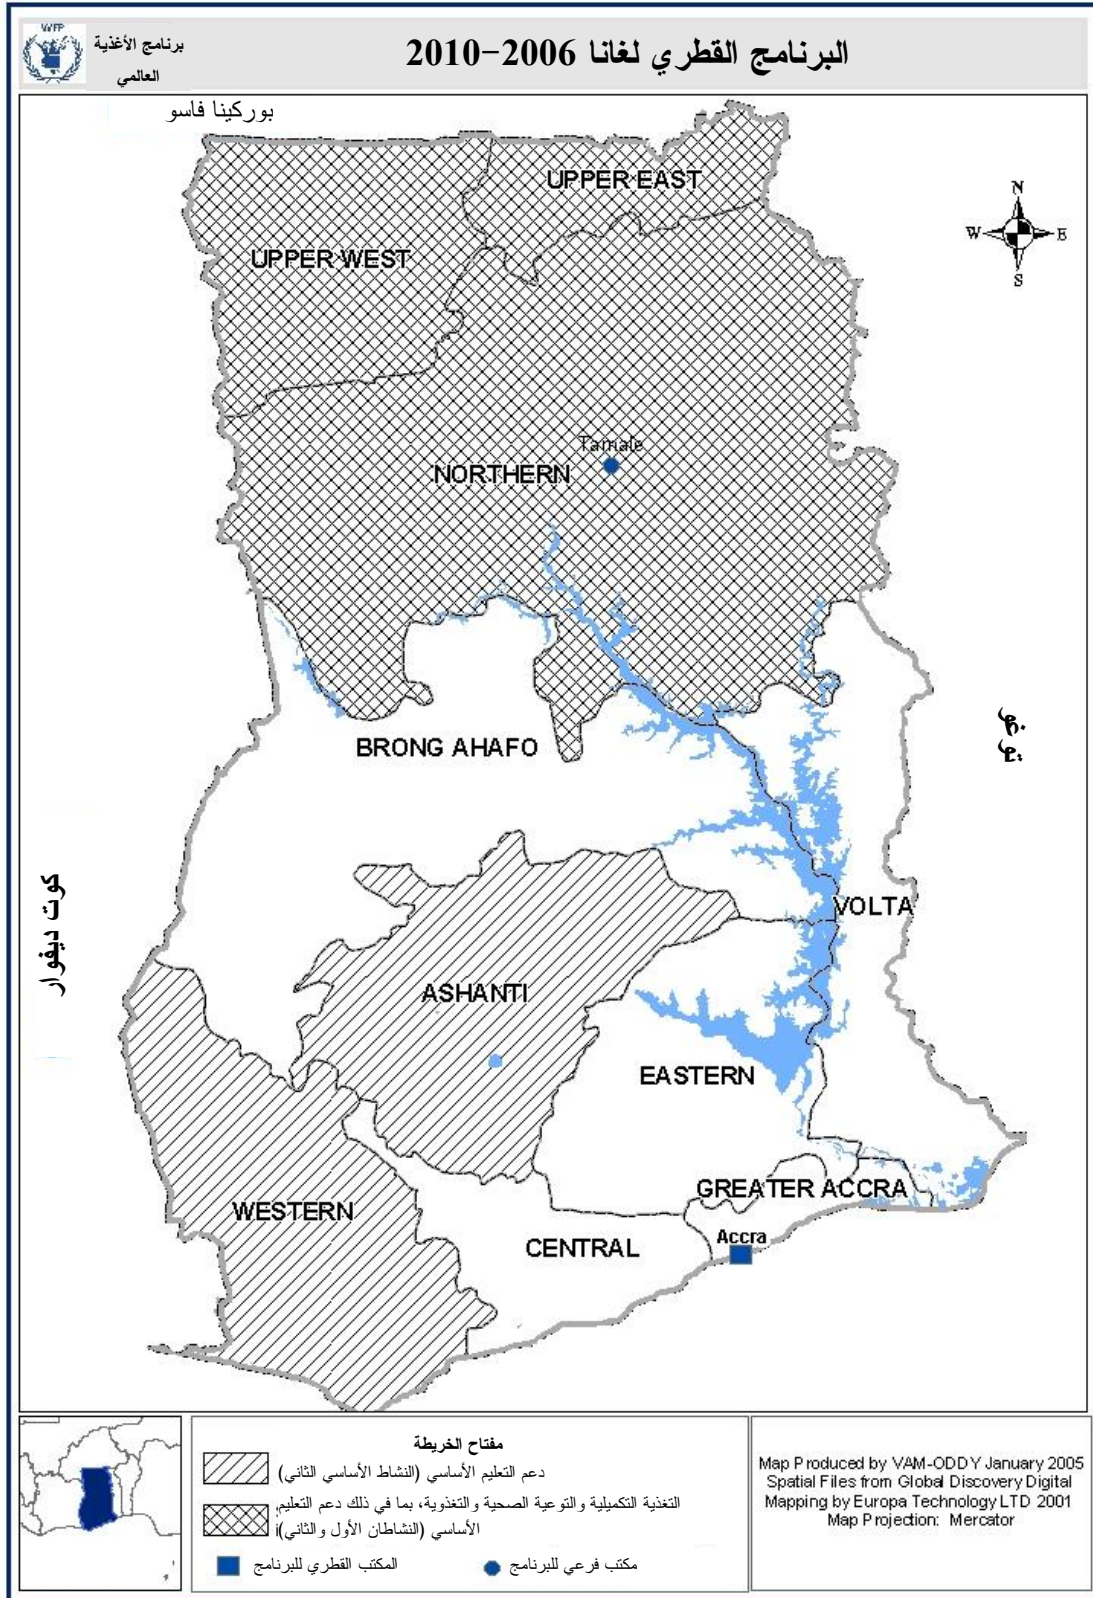 WFP
برنامج الأغذية
العالمي
البرنامج القطري لغانا 2006-2010
بوركينا فاسو
UPPER EAST
UPPER WEST
N
W E
S
Tamale
NORTHERN
توغو
BRONG AHAFO
كوت ديفوار
VOLTA
ASHANTI
EASTERN
GREATER ACCRA
WESTERN
Accra
CENTRAL
مفتاح الخريطة
دعم التعليم الأساسي (النشاط الأساسي الثاني)
التغذية التكميلية والتوعية الصحية والتغذوية، بما في ذلك دعم التعليم
الأساسي (النشاطان الأول والثاني)
مكتب فرعي للبرنامج
المكتب القطري للبرنامج
Map Produced by VAM-ODDY January 2005
Spatial Files from Global Discovery Digital
Mapping by Europa Technology LTD 2001
Map Projection: Mercator